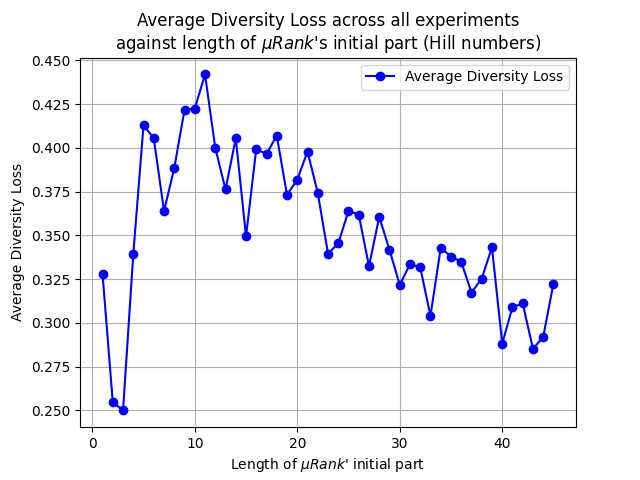 Average Diversity Loss across all experiments
against length of μRank's initial part (Hill numbers)
Average Diversity Loss
Average Diversity Loss
0.450
0.425
0.400
0.375
0.350
0.325
0.300
0.275
0.250
0 10 20 30 40
Length of μRank' initial part